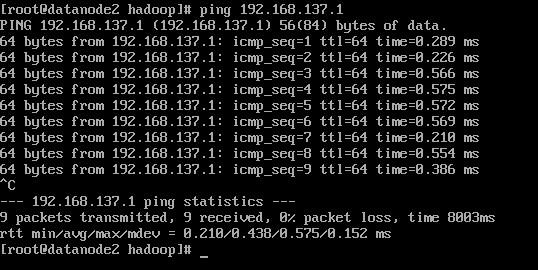 [root@datanode2 hadoop]# ping 192.168.137.1
PING 192.168.137.1 (192.168.137.1) 56(84) bytes of data.
64 bytes from 192.168.137.1: icmp_seq=1 ttl=64 time=0.289 ms
64 bytes from 192.168.137.1: icmp_seq=2 ttl=64 time=0.226 ms
64 bytes from 192.168.137.1: icmp_seq=3 ttl=64 time=0.566 ms
64 bytes from 192.168.137.1: icmp_seq=4 ttl=64 time=0.575 ms
64 bytes from 192.168.137.1: icmp_seq=5 ttl=64 time=0.572 ms
64 bytes from 192.168.137.1: icmp_seq=6 ttl=64 time=0.569 ms
64 bytes from 192.168.137.1: icmp_seq=7 ttl=64 time=0.210 ms
64 bytes from 192.168.137.1: icmp_seq=8 ttl=64 time=0.554 ms
64 bytes from 192.168.137.1: icmp_seq=9 ttl=64 time=0.386 ms
^C
--- 192.168.137.1 ping statistics ---
9 packets transmitted, 9 received, 0% packet loss, time 8003ms
rtt min/avg/max/mdev = 0.210/0.438/0.575/0.152 ms
[root@datanode2 hadoop]# _